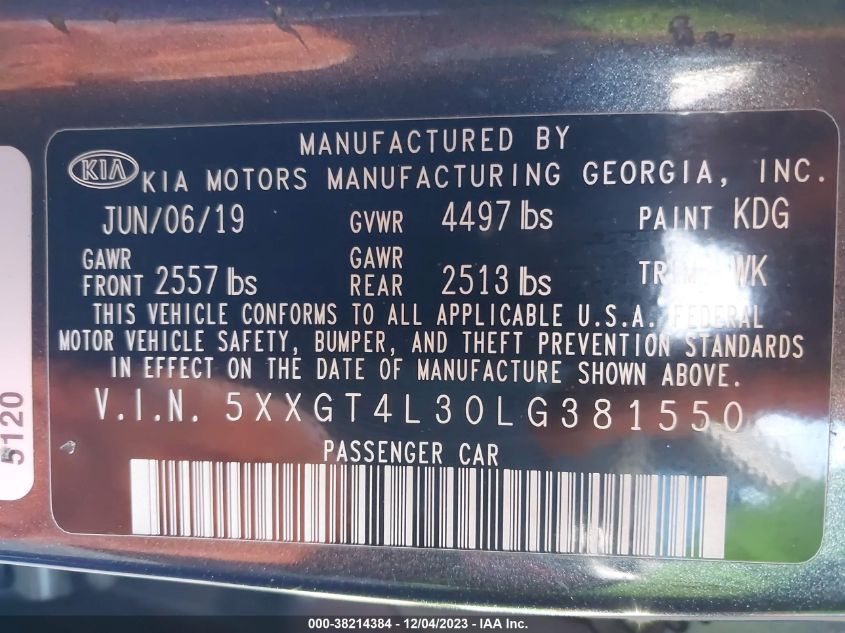 MANUFACTURED BY
KIA KIA MOTORS MANUFACTURING GEORGIA, INC.
JUN/06/19 GVWR 4497 lbs PAINT KDG
GAWR FRONT 2557 lbs GAWR REAR 2513 lbs TRIM WK
THIS VEHICLE CONFORMS TO ALL APPLICABLE U.S.A. FEDERAL
MOTOR VEHICLE SAFETY, BUMPER, AND THEFT PREVENTION STANDARDS
IN EFFECT ON THE DATE OF MANUFACTURE SHOWN ABOVE.
V.I.N. 5XXGT4L30LG381550
PASSENGER CAR
5120
000-38214384 - 12/04/2023 - IAA Inc.